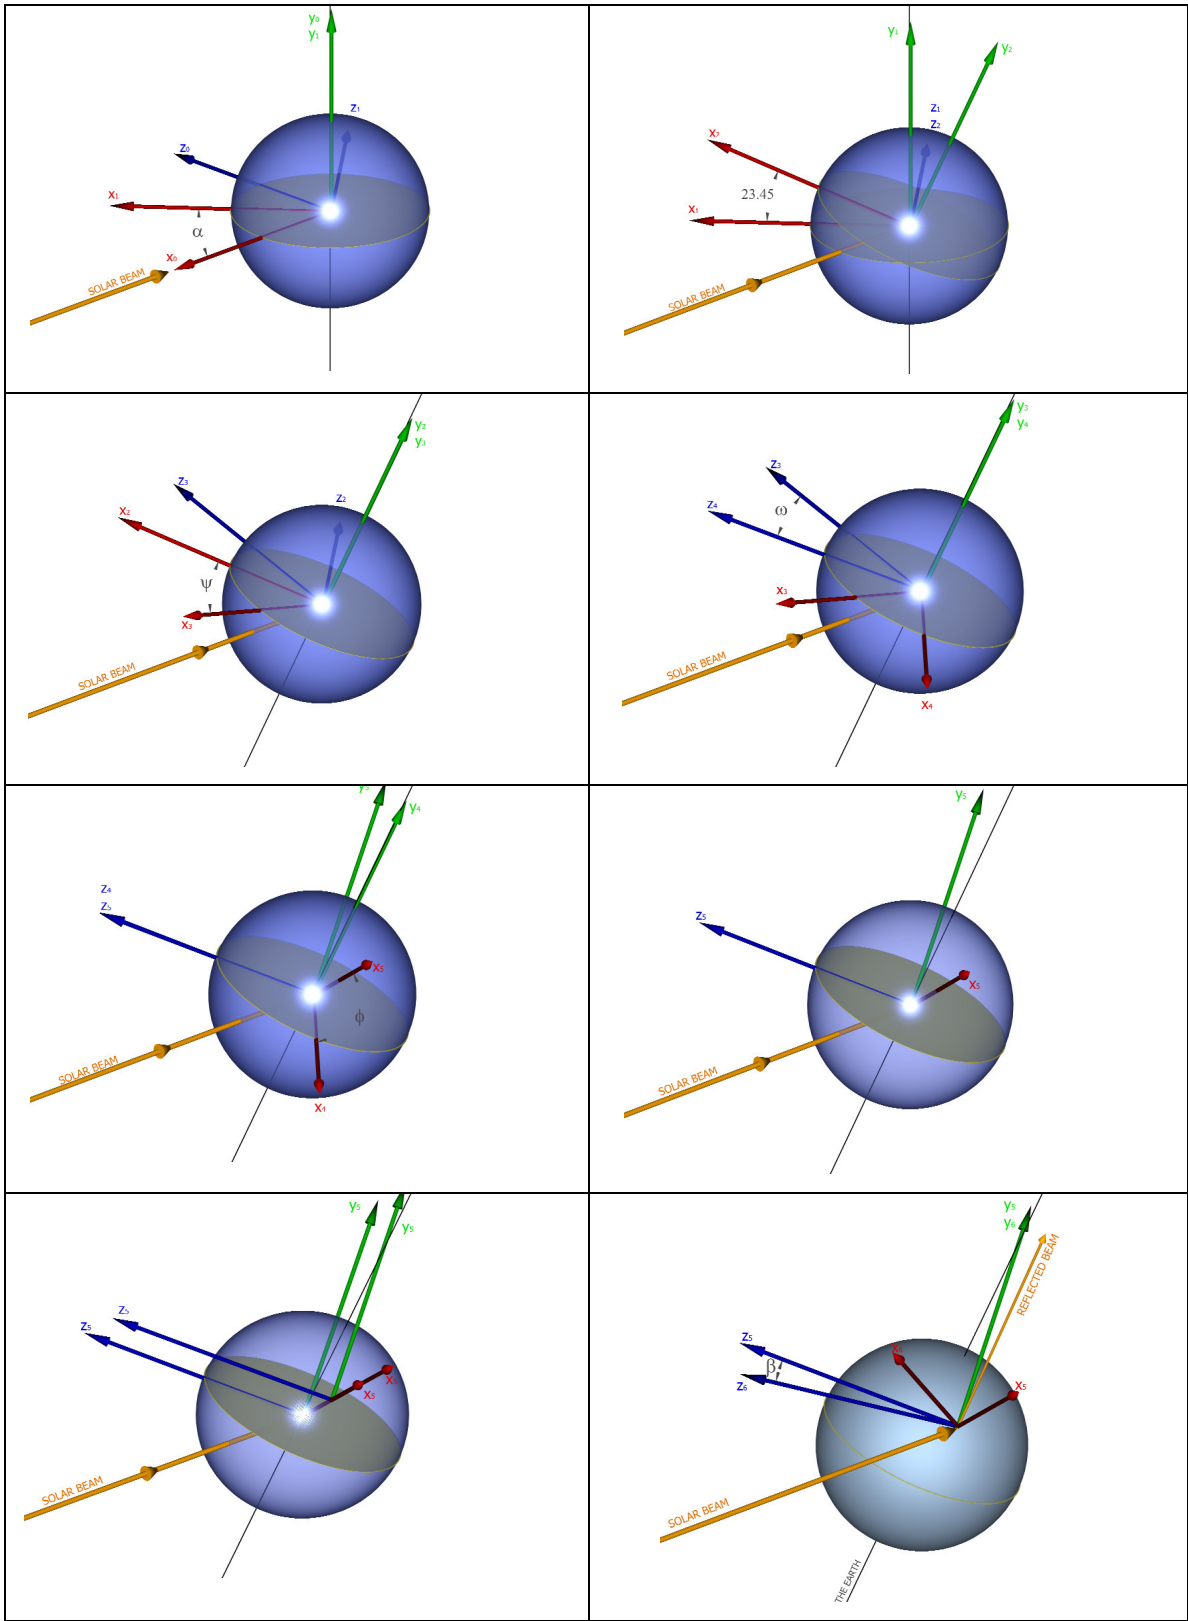 y₀
y₁
z₁
z₀
x₁
α
x₀
SOLAR BEAM
y₁
y₂
z₁
z₂
x₂
23.45
x₁
SOLAR BEAM
y₂
y₃
z₃
z₂
x₂
ψ
x₃
SOLAR BEAM
y₃
y₄
z₃
ω
z₄
x₃
SOLAR BEAM
x₄
y₅
y₄
z₄
z₅
x₅
ϕ
SOLAR BEAM
x₄
y₅
z₅
x₅
SOLAR BEAM
y₅
y₅
z₅
z₅
x₅
x₅
SOLAR BEAM
y₅
y₆
REFLECTED BEAM
z₅
β
z₆
x₆
x₅
SOLAR BEAM
THE EARTH